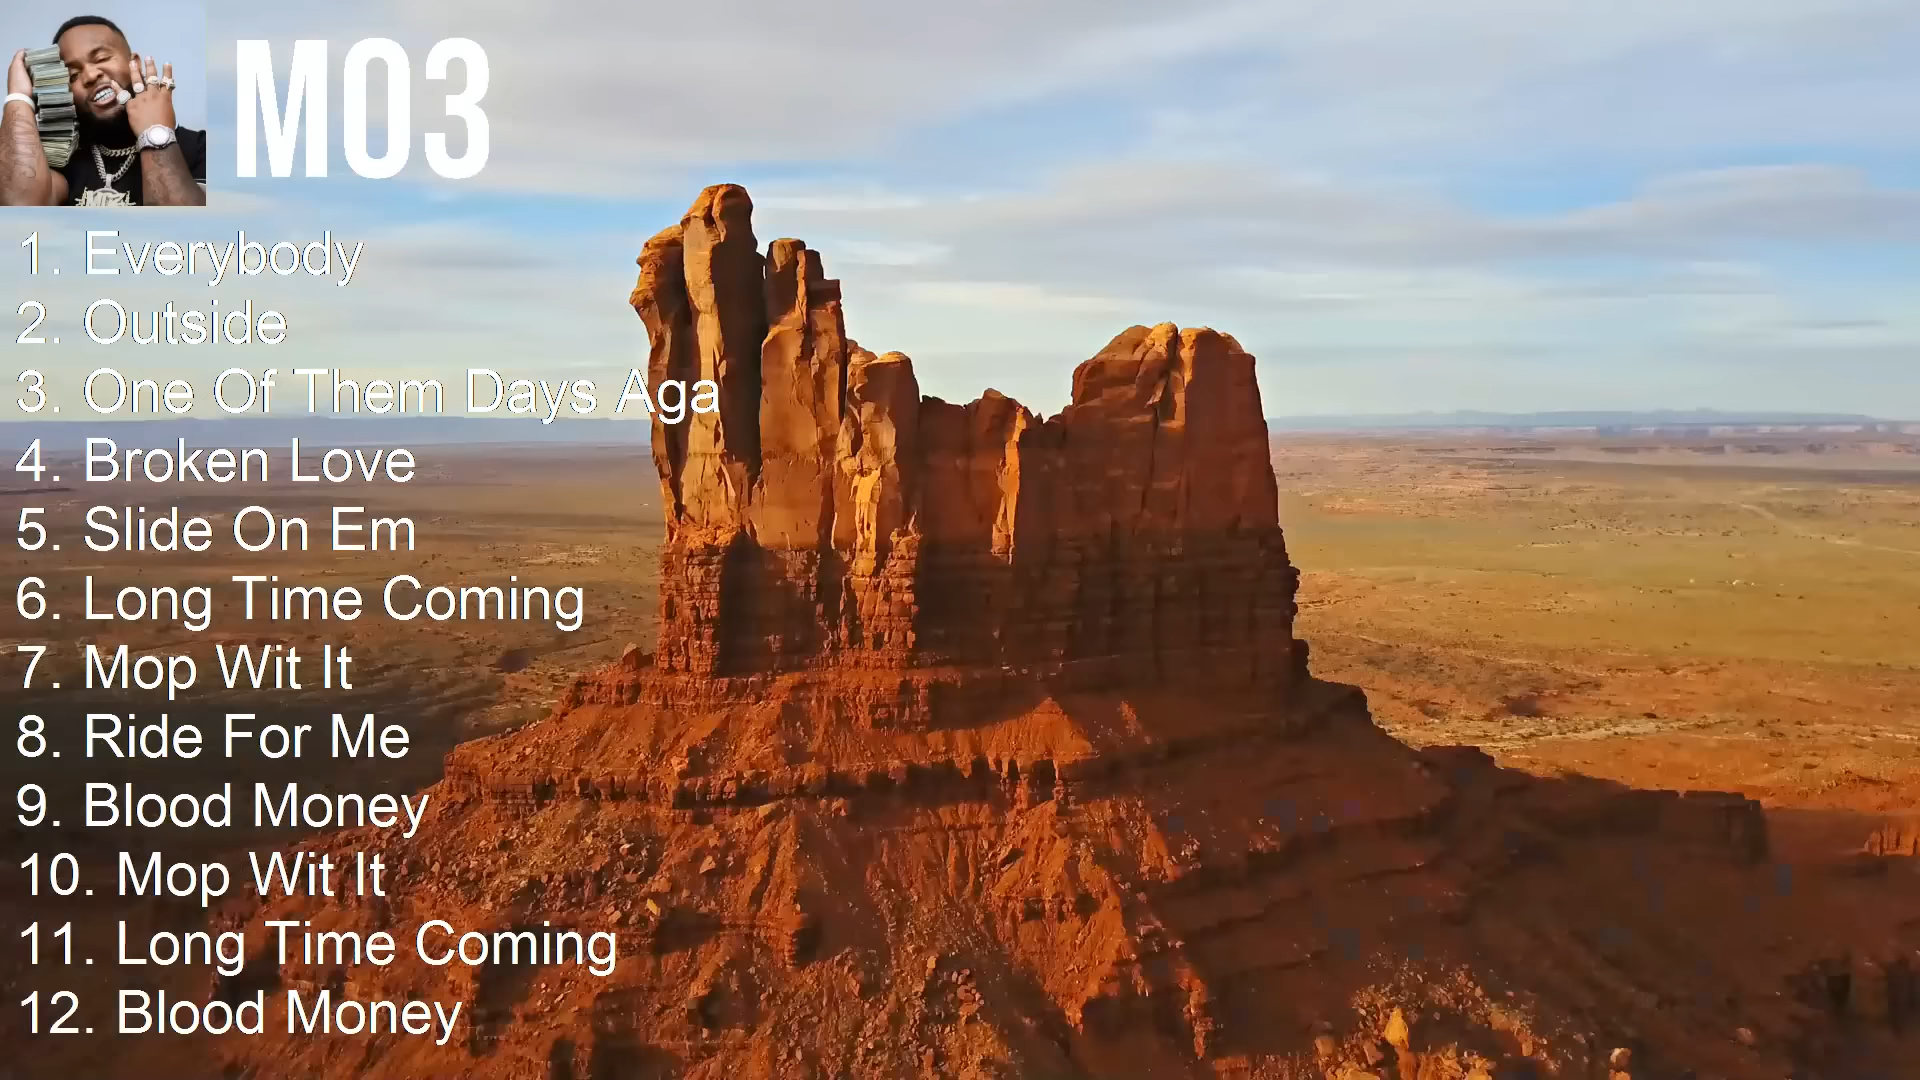 MO3
1. Everybody
2. Outside
3. One Of Them Days Aga
4. Broken Love
5. Slide On Em
6. Long Time Coming
7. Mop Wit It
8. Ride For Me
9. Blood Money
10. Mop Wit It
11. Long Time Coming
12. Blood Money